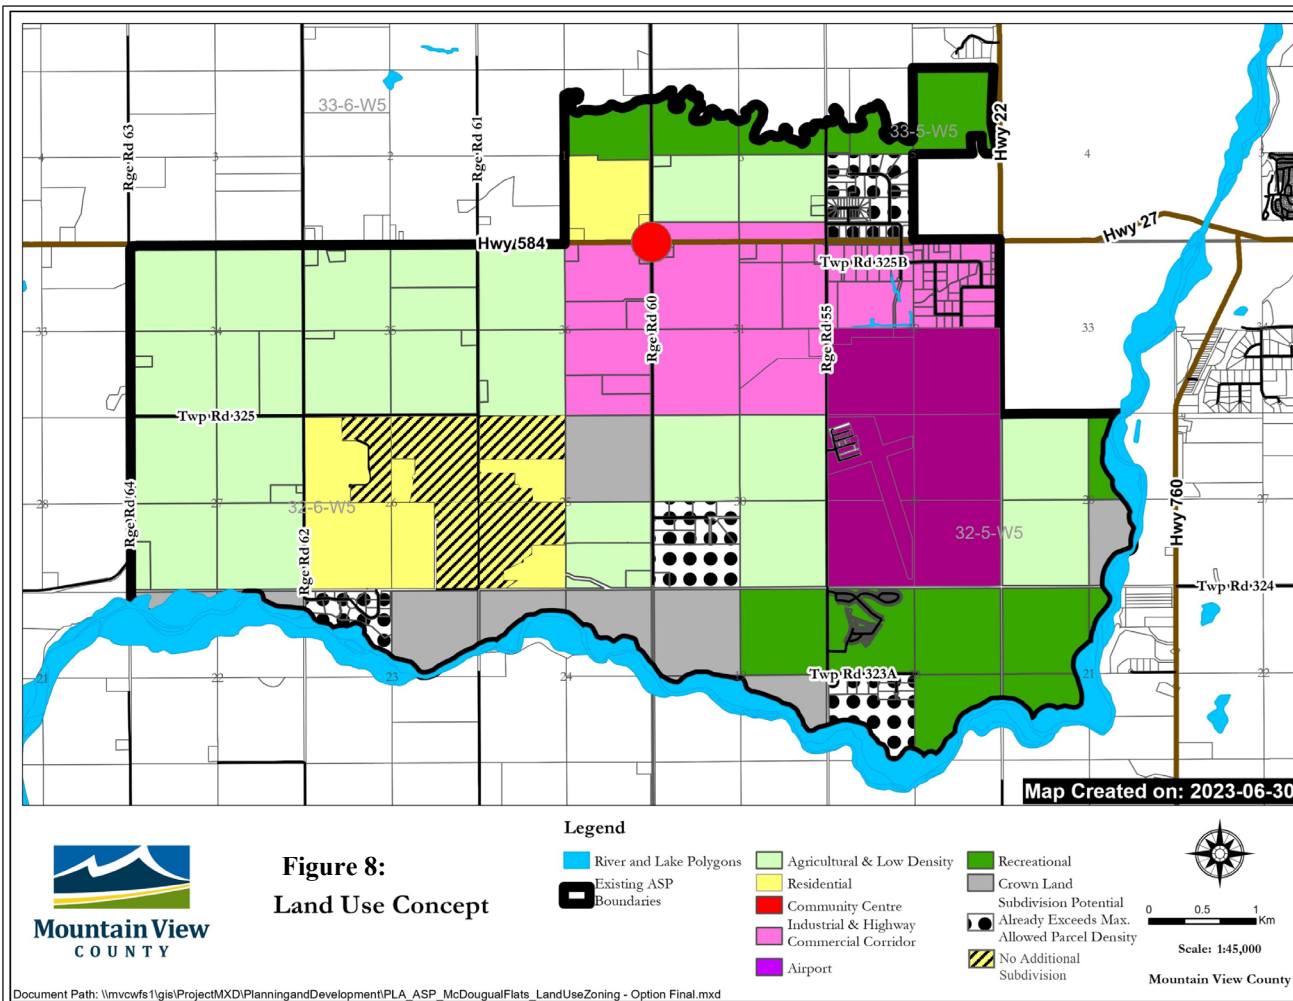 33-6-W5
33-5-W5
Rge Rd 63
Rge Rd 61
Hwy 22
4
3
2
1
6
5
4
3
Hwy 27
Hwy 584
Twp Rd 325B
33
34
35
36
31
33
34
Rge Rd 60
Rge Rd 55
Twp Rd 325
28
27
26
25
30
28
27
32-6-W5
32-5-W5
Rge Rd 64
Rge Rd 62
Hwy 760
Twp Rd 324
21
22
23
24
19
21
22
Twp Rd 323A
Map Created on: 2023-06-30
Legend
River and Lake Polygons
Existing ASP
Boundaries
Agricultural & Low Density
Residential
Community Centre
Industrial & Highway
Commercial Corridor
Airport
Recreational
Crown Land
Subdivision Potential
Already Exceeds Max.
Allowed Parcel Density
No Additional
Subdivision
0 0.5 1
Km
Scale: 1:45,000
Mountain View County
Figure 8:
Land Use Concept
Mountain View
COUNTY
Document Path: \\mvcwfs1\gis\ProjectMXD\PlanningandDevelopment\PLA_ASP_McDougualFlats_LandUseZoning - Option Final.mxd